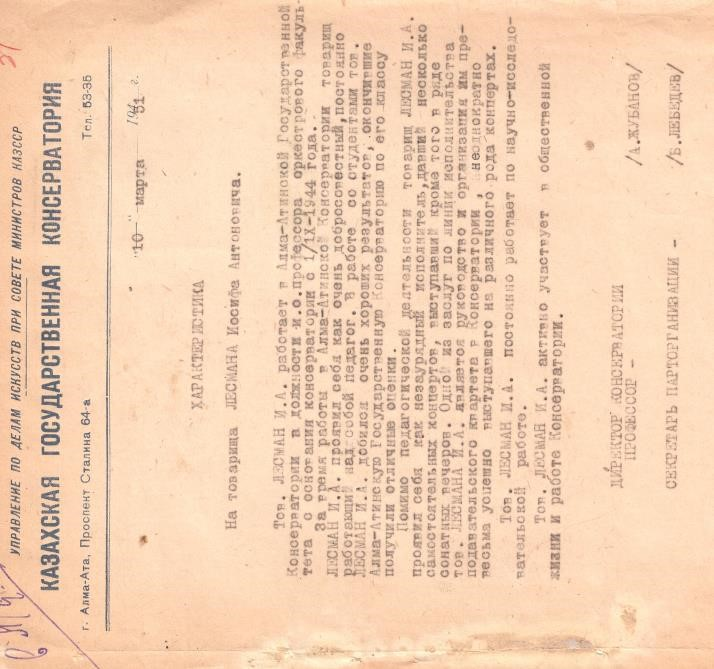 УПРАВЛЕНИЕ ПО ДЕЛАМ ИСКУССТВ ПРИ СОВЕТЕ МИНИСТРОВ КАЗССР
КАЗАХСКАЯ ГОСУДАРСТВЕННАЯ КОНСЕРВАТОРИЯ
г. Алма-Ата, Проспект Сталина 64-а Тел.: 53-35
"10" марта 1951 г.
ХАРАКТЕРИСТИКА
На товарища ЛЕСМАНА Иосифа Антоновича.
Тов. ЛЕСМАН И.А. работает в Алма-Атинской Государственной
Консерватории в должности и.о.профессора оркестрового факуль-
тета с основания консерватории с 1/IX-1944 года.
За время работы в Алма-Атинской Консерватории товарищ
ЛЕСМАН И.А. проявил себя как очень добросовестный,постоянно
работающий над собой педагог. В работе со студентами тов.
ЛЕСМАН И.А. добился очень хороших результатов, окончившие
Алма-Атинскую Государственную Консерваторию по его классу
получили отличные оценки.
Помимо педагогической деятельности товарищ ЛЕСМАН И.А.
проявил себя как незаурядный исполнитель,давший несколько
самостоятельных концертов, выступавший кроме того в ряде
сонатных вечеров. Одной из заслуг по линии исполнительства
тов. ЛЕСМАНА И.А. является руководство и организация им пре-
подавательского квартета в Консерватории , неоднократно
весьма успешно выступавшего на различного рода концертах.
Тов. ЛЕСМАН И.А. постоянно работает по научно-исследо-
вательской работе.
Тов. ЛЕСМАН И.А. активно участвует в общественной
жизни и работе Консерватории.
ДИРЕКТОР КОНСЕРВАТОРИИ
ПРОФЕССОР - /А.ЖУБАНОВ/
СЕКРЕТАРЬ ПАРТОРГАНИЗАЦИИ - /Б.ЛЕБЕДЕВ/